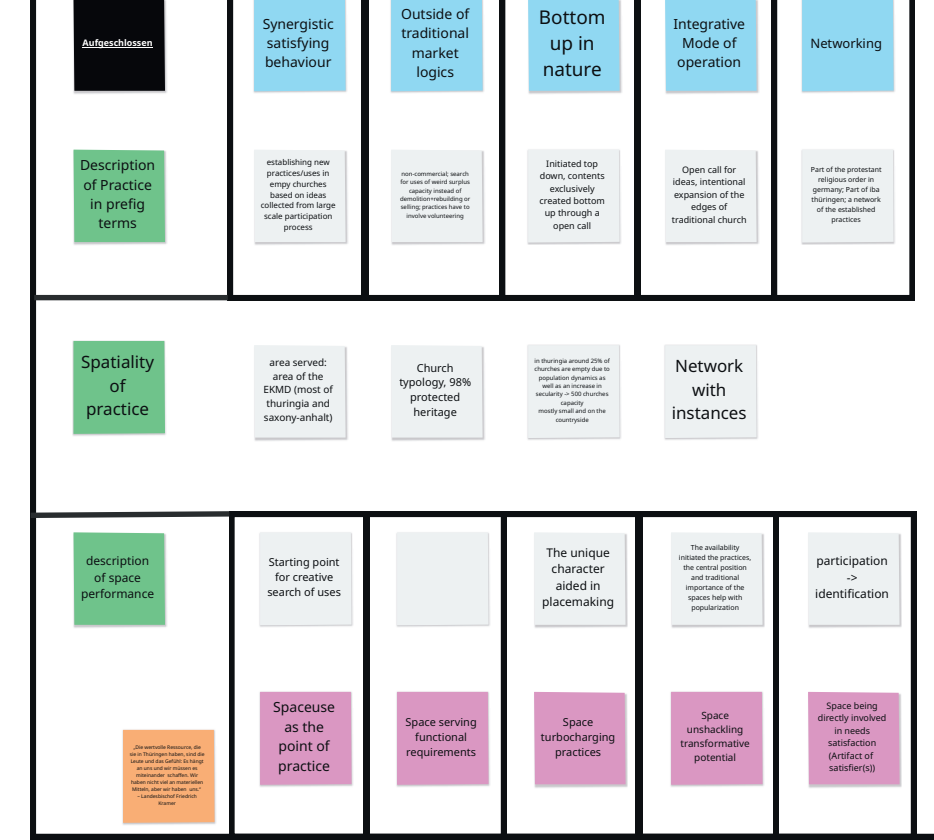 Aufgeschlossen
Synergistic
satisfying
behaviour
Outside of
traditional
market
logics
Bottom
up in
nature
Integrative
Mode of
operation
Networking
Description
of Practice
in prefig
terms
establishing new
practices/uses in
empy churches
based on ideas
collected from large
scale participation
process
non-commercial; search
for uses of weird surplus
capacity instead of
demolition+rebuilding or
selling; practices have to
involve volunteering
Initiated top
down, contents
exclusively
created bottom
up through a
open call
Open call for
ideas, intentional
expansion of the
edges of
traditional church
Part of the protestant
religious order in
germany; Part of iba
thüringen; a network
of the established
practices
Spatiality
of
practice
area served:
area of the
EKMD (most of
thuringia and
saxony-anhalt)
Church
typology, 98%
protected
heritage
in thuringia around 25% of
churches are empty due to
population dynamics as
well as an increase in
secularity -> 500 churches
capacity
mostly small and on the
countryside
Network
with
instances
description
of space
performance
Starting point
for creative
search of uses
The unique
character
aided in
placemaking
The availability
initiated the practices,
the central position
and traditional
importance of the
spaces help with
popularization
participation
->
identification
Spaceuse
as the
point of
practice
Space serving
functional
requirements
Space
turbocharging
practices
Space
unshackling
transformative
potential
Space being
directly involved
in needs
satisfaction
(Artifact of
satisfier(s))
„Die wertvolle Ressource, die
sie in Thüringen haben, sind die
Leute und das Gefühl: Es hängt
an uns und wir müssen es
miteinander schaffen. Wir
haben nicht viel an materiellen
Mitteln, aber wir haben uns.“
– Landesbischof Friedrich
Kramer